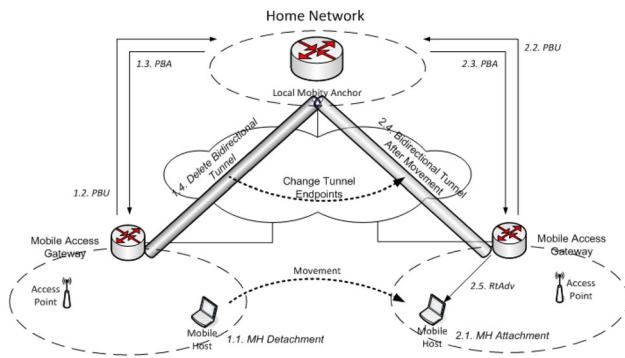 Home Network
1.3. PBA
2.3. PBA
2.2. PBU
Local Mobity Anchor
1.4. Delete Bidirectional
Tunnel
2.4. Bidirectional Tunnel
After Movement
Change Tunnel
Endpoints
1.2. PBU
Mobile Access
Gateway
Mobile Access
Gateway
Access
Point
Movement
2.5. RtAdv
Access
Point
Mobile
Host
1.1. MH Detachment
Mobile
Host
2.1. MH Attachment